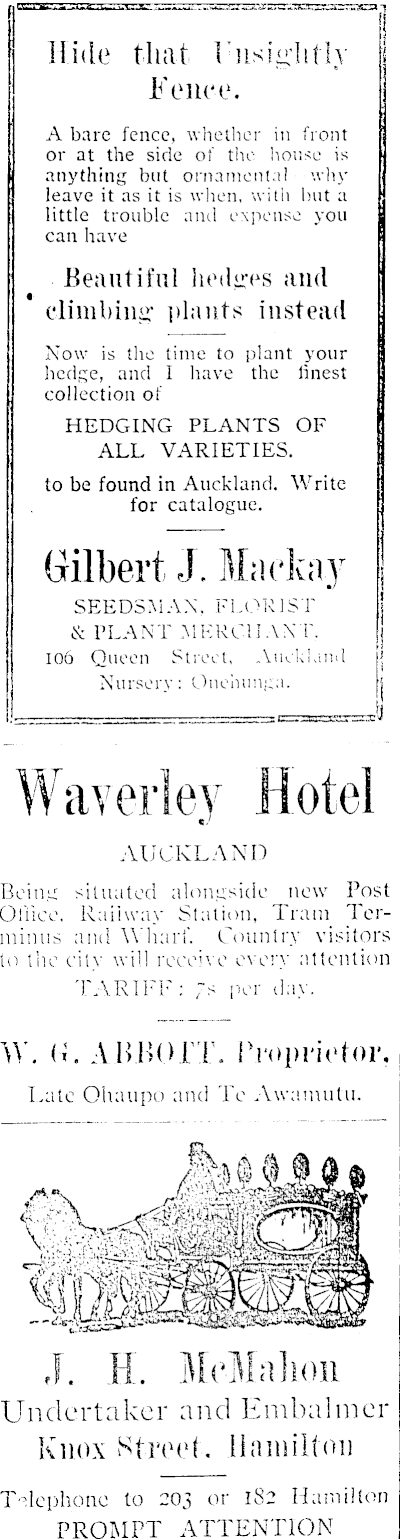 Hide that Unsightly
Fence.
A bare fence, whether in front
or at the side of the house is
anything but ornamental why
leave it as it is when, with but a
little trouble and expense you
can have
Beautiful hedges and
climbing plants instead
Now is the time to plant your
hedge, and I have the finest
collection of
HEDGING PLANTS OF
ALL VARIETIES.
to be found in Auckland. Write
for catalogue.
Gilbert J. Mackay
SEEDSMAN, FLORIST
& PLANT MERCHANT.
106 Queen Street, Auckland
Nursery: Onehunga.
Waverley Hotel
AUCKLAND
Being situated alongside new Post
Office, Railway Station, Tram Ter-
minus and Wharf. Country visitors
to the city will receive every attention
TARIFF: 7s per day.
W. G. ABBOTT, Proprietor,
Late Ohaupo and Te Awamutu.
J. H. McMahon
Undertaker and Embalmer
Knox Street, Hamilton
Telephone to 203 or 182 Hamilton
PROMPT ATTENTION